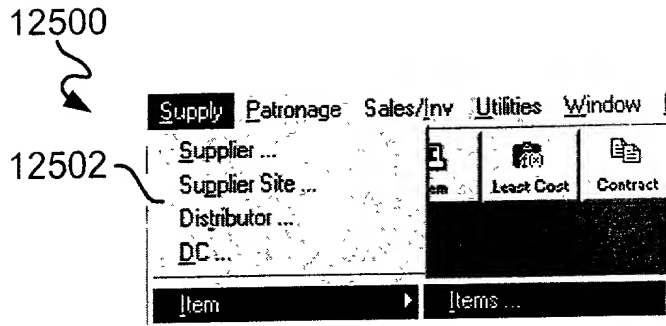 12500
Supply Patronage Sales/Inv Utilities Window
12502
Supplier ...
Supplier Site ...
Distributor ...
DC ...
Least Cost Contract
Item Items ...